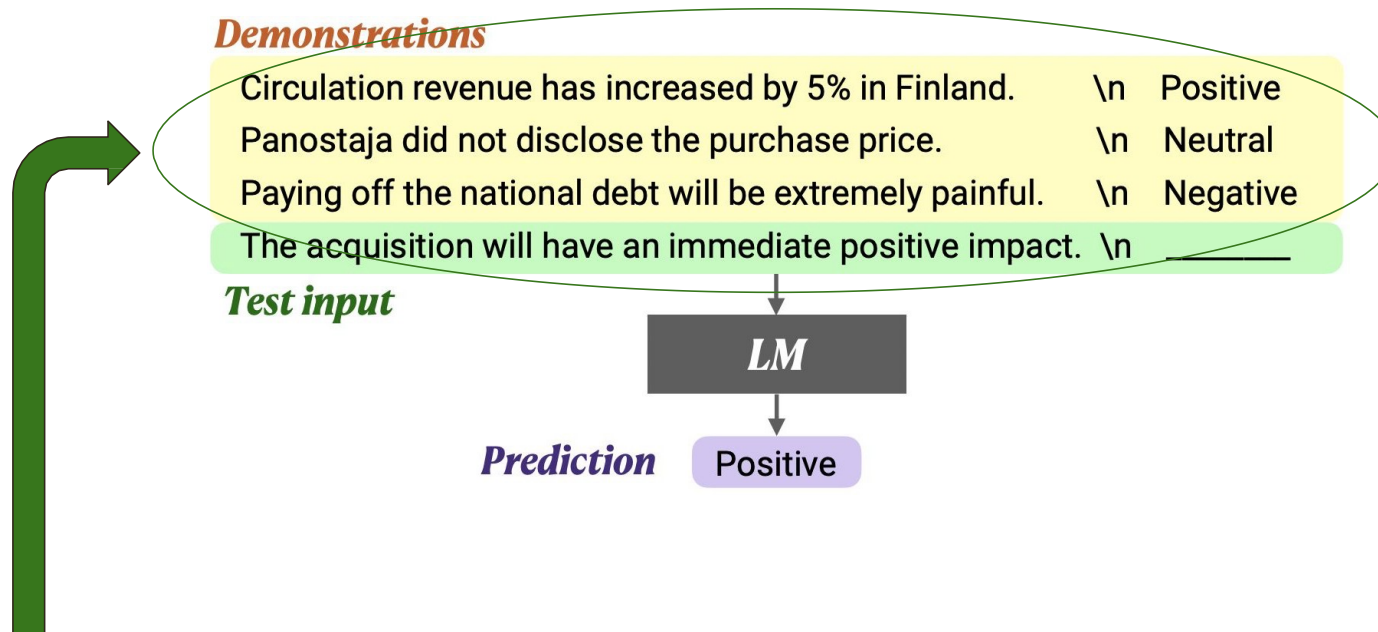 Demonstrations
Circulation revenue has increased by 5% in Finland. \n Positive
Panostaja did not disclose the purchase price. \n Neutral
Paying off the national debt will be extremely painful. \n Negative
The acquisition will have an immediate positive impact. \n ________
Test input
LM
Prediction Positive